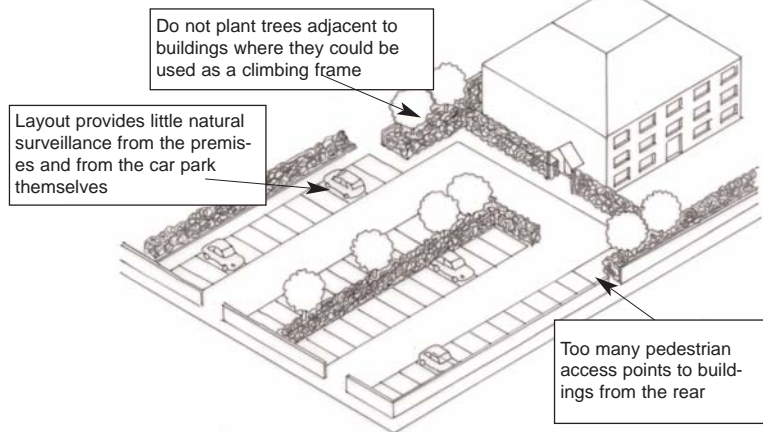 Do not plant trees adjacent to
buildings where they could be
used as a climbing frame
Layout provides little natural
surveillance from the premis-
es and from the car park
themselves
Too many pedestrian
access points to build-
ings from the rear